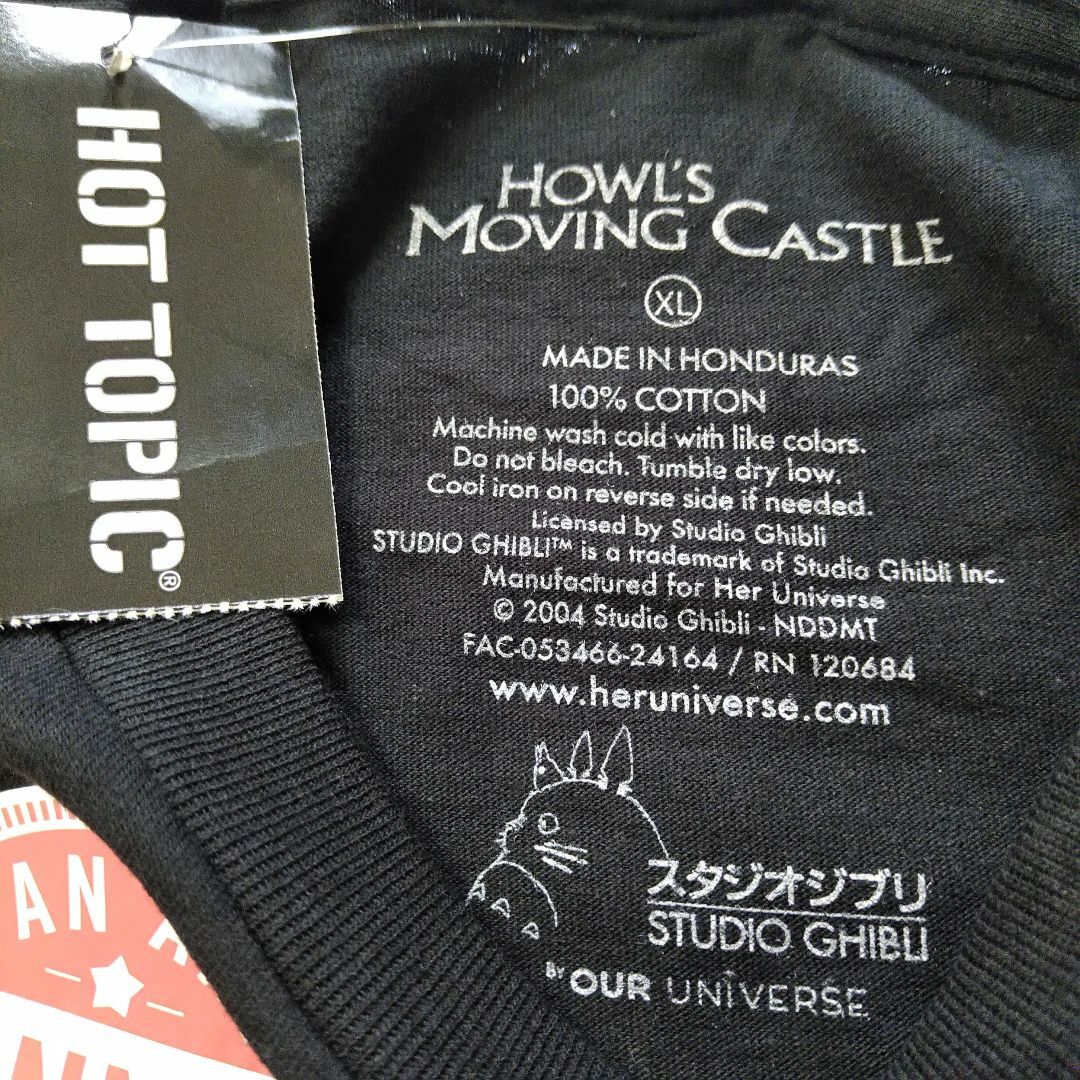 HOT TOPIC®
HOWL'S
MOVING CASTLE
XL
MADE IN HONDURAS
100% COTTON
Machine wash cold with like colors.
Do not bleach. Tumble dry low.
Cool iron on reverse side if needed.
Licensed by Studio Ghibli
STUDIO GHIBLI™ is a trademark of Studio Ghibli Inc.
Manufactured for Her Universe
© 2004 Studio Ghibli - NDDMT
FAC-053466-24164 / RN 120684
www.heruniverse.com
スタジオジブリ
STUDIO GHIBLI
BY OUR UNIVERSE
AN